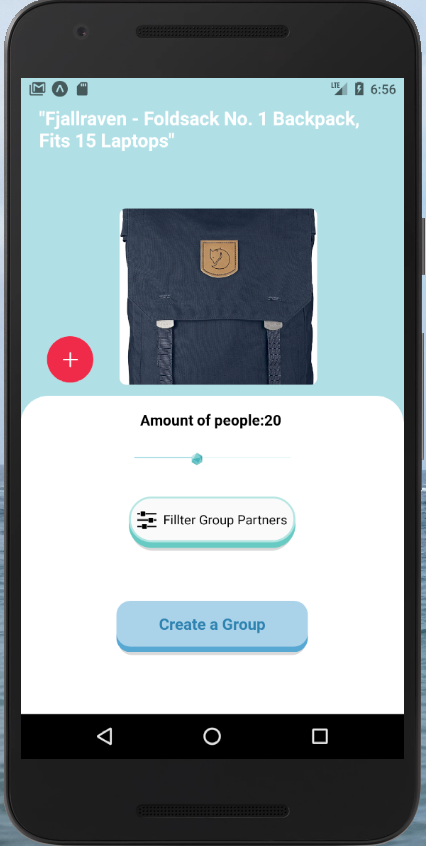 LTE 6:56
"Fjallraven - Foldsack No. 1 Backpack,
Fits 15 Laptops"
Amount of people:20
Fillter Group Partners
Create a Group